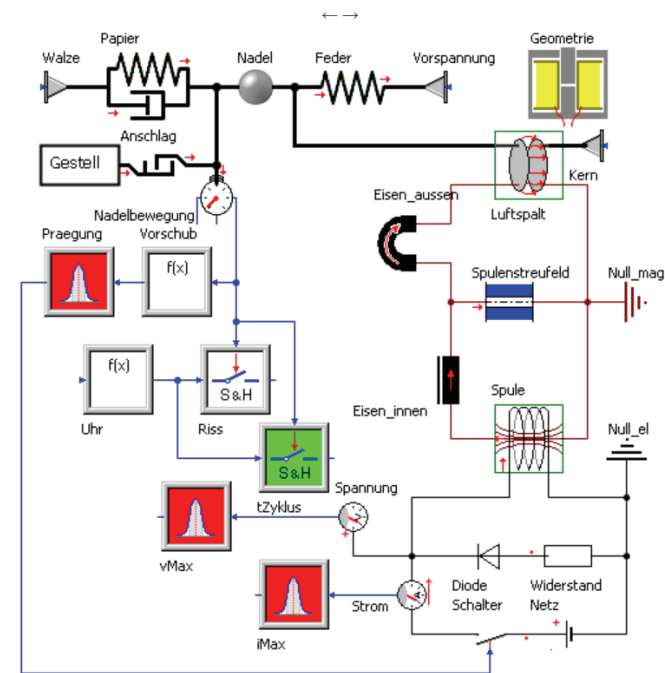 ← →
Papier
Walze
Nadel
Feder
Vorspannung
Geometrie
Anschlag
Gestell
Kern
Eisen_aussen
Luftspalt
Nadelbewegung
Praegung
Vorschub
f(x)
Spulenstreufeld
Null_mag
f(x)
S&H
Uhr
Riss
Eisen_innen
Spule
Null_el
S&H
tZyklus
Spannung
V
vMax
Diode
Widerstand
Strom
A
Schalter
Netz
iMax